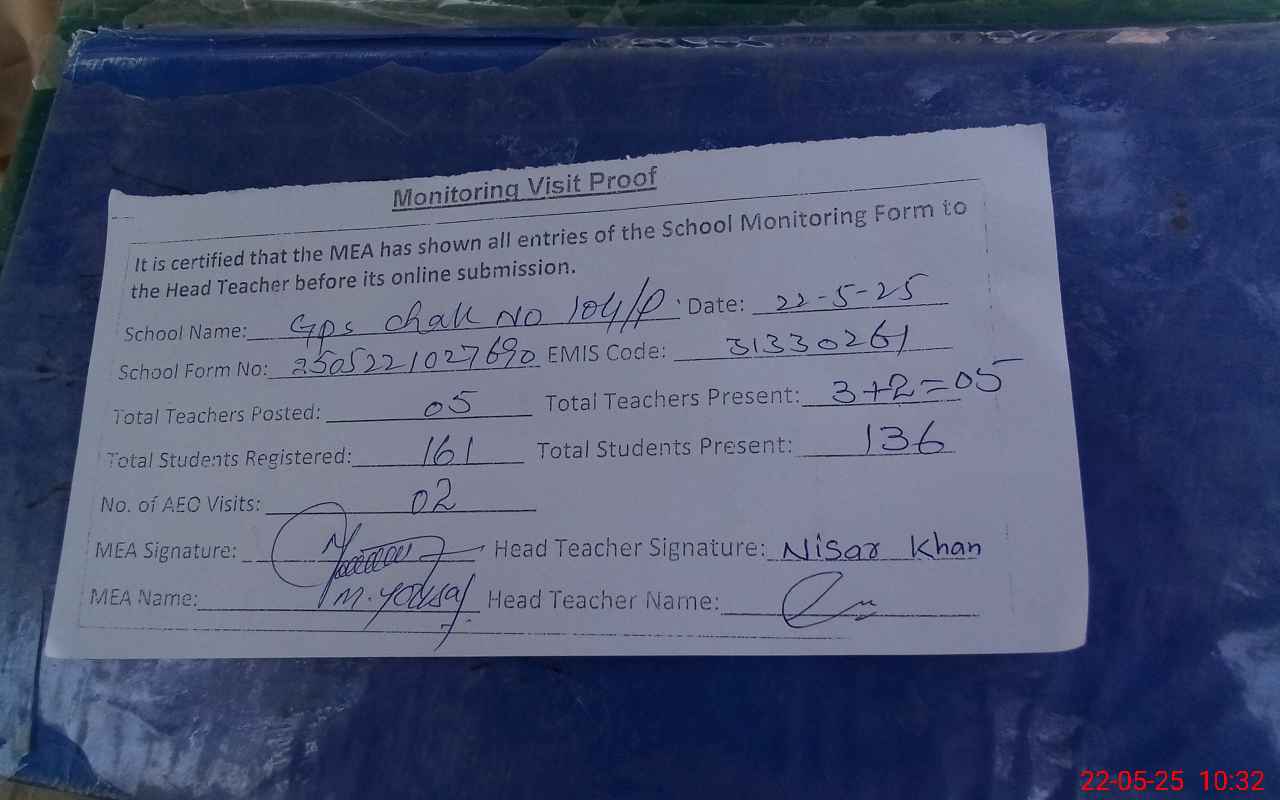 Monitoring Visit Proof
It is certified that the MEA has shown all entries of the School Monitoring Form to
the Head Teacher before its online submission.
School Name: Gps Chak No 104/P Date: 22-5-25
School Form No: 2505221027690 EMIS Code: 31330261
Total Teachers Posted: 05 Total Teachers Present: 3+2=05
Total Students Registered: 161 Total Students Present: 136
No. of AEO Visits: 02
MEA Signature: Head Teacher Signature: Nisar Khan
MEA Name: M. Yousaf Head Teacher Name:
22-05-25 10:32